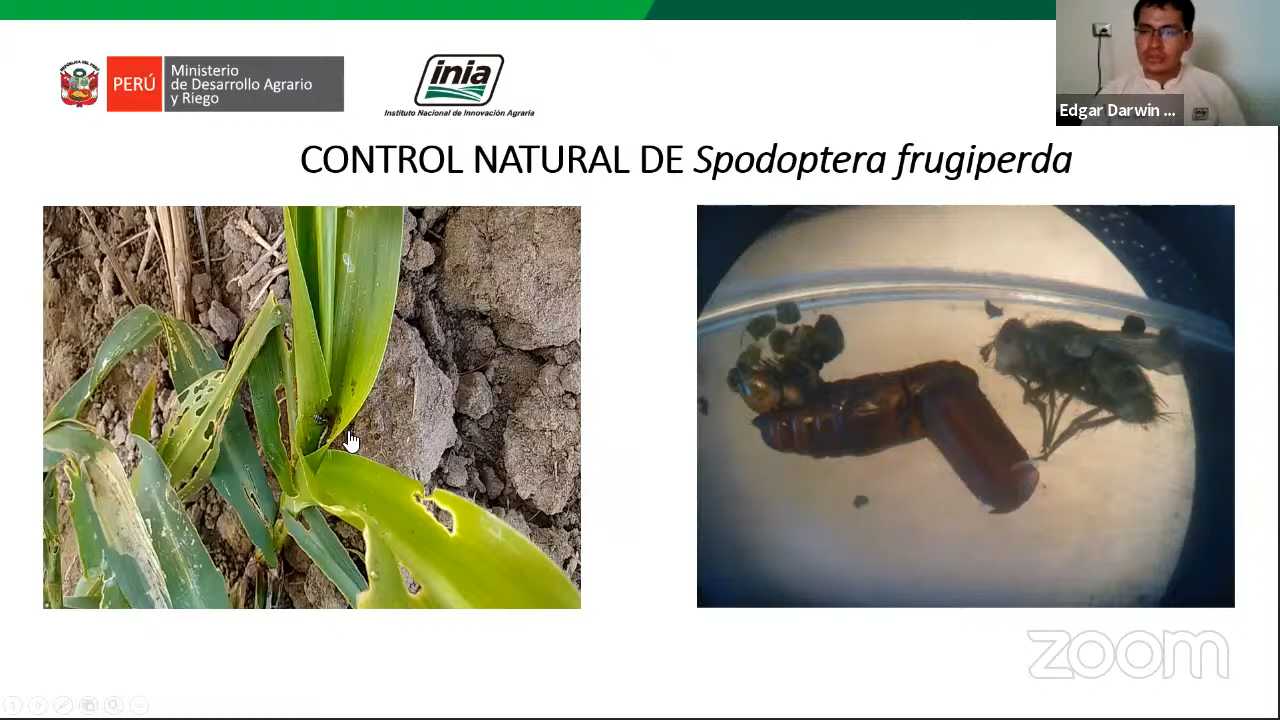 PERÚ
Ministerio
de Desarrollo Agrario
y Riego
inia
Instituto Nacional de Innovación Agraria
Edgar Darwin ...
CONTROL NATURAL DE Spodoptera frugiperda
zoom